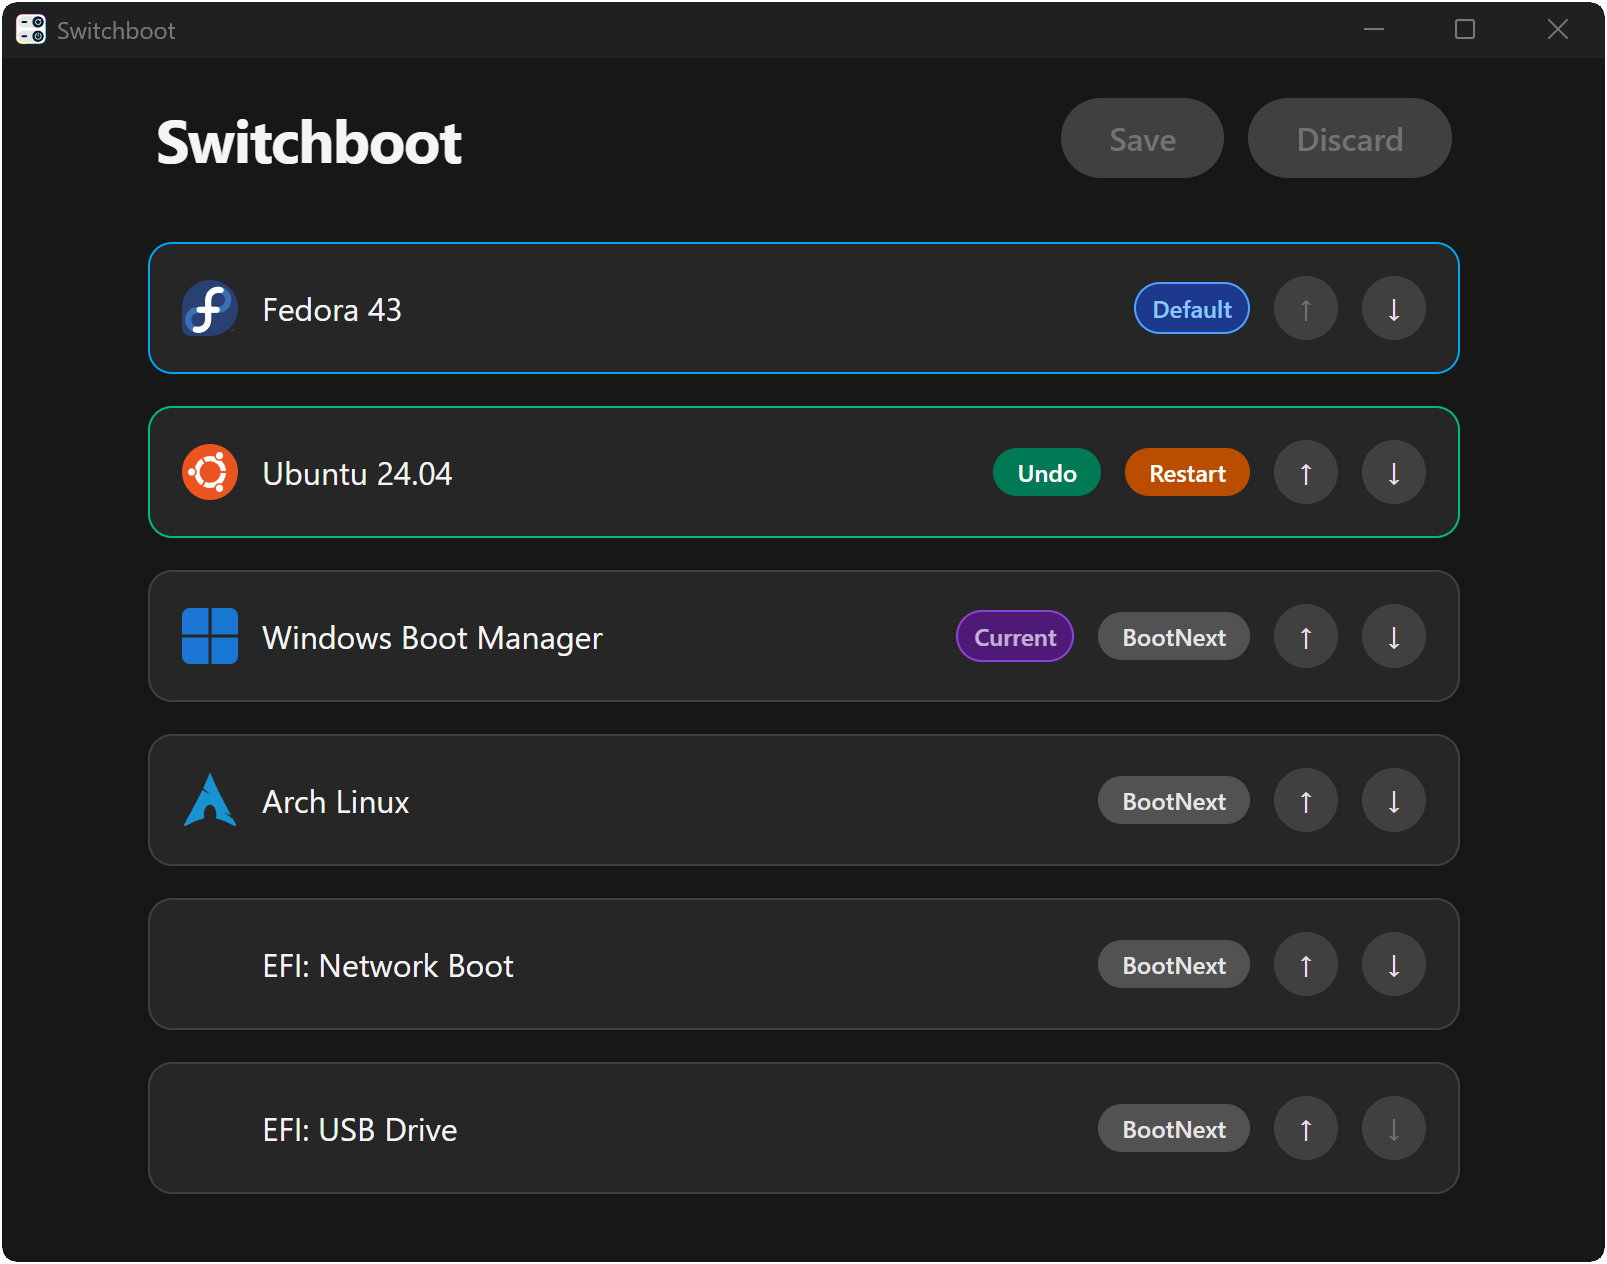 Switchboot
Switchboot
Save
Discard
Fedora 43
Default
↑
↓
Ubuntu 24.04
Undo
Restart
↑
↓
Windows Boot Manager
Current
BootNext
↑
↓
Arch Linux
BootNext
↑
↓
EFI: Network Boot
BootNext
↑
↓
EFI: USB Drive
BootNext
↑
↓